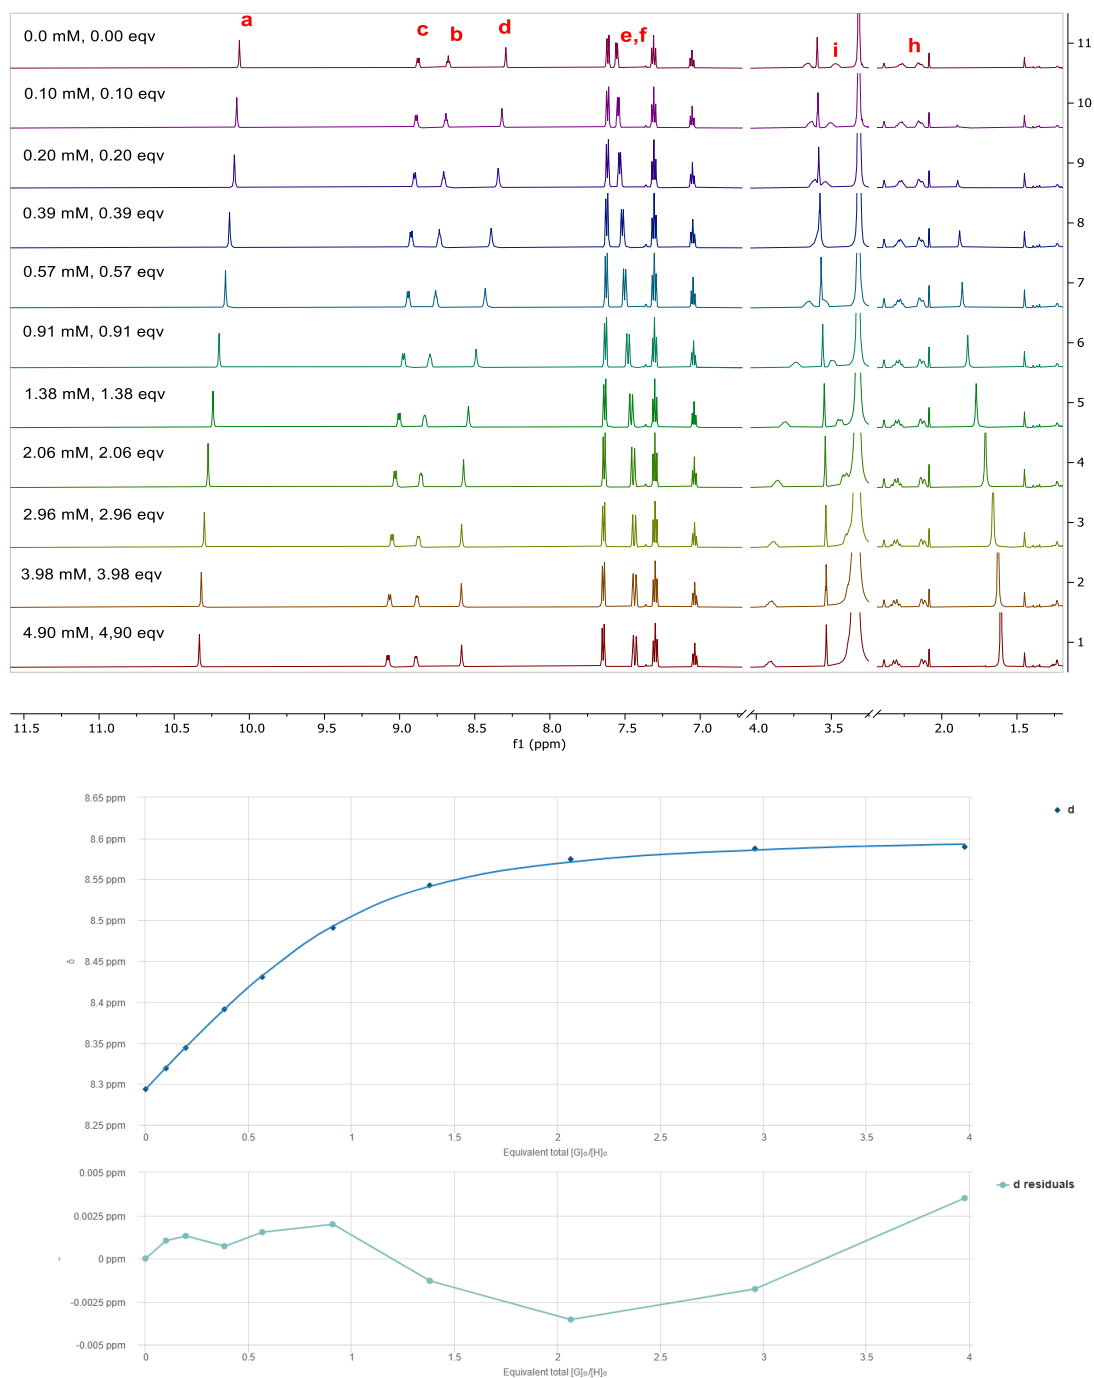 a
c
b
d
e,f
i
h
0.0 mM, 0.00 eqv
11
0.10 mM, 0.10 eqv
10
0.20 mM, 0.20 eqv
9
0.39 mM, 0.39 eqv
8
0.57 mM, 0.57 eqv
7
0.91 mM, 0.91 eqv
6
1.38 mM, 1.38 eqv
5
2.06 mM, 2.06 eqv
4
2.96 mM, 2.96 eqv
3
3.98 mM, 3.98 eqv
2
4.90 mM, 4,90 eqv
1
11.5 11.0 10.5 10.0 9.5 9.0 8.5 8.0 7.5 7.0 4.0 3.5 2.0 1.5
f1 (ppm)
8.65 ppm
d
8.6 ppm
8.55 ppm
8.5 ppm
δ
8.45 ppm
8.4 ppm
8.35 ppm
8.3 ppm
8.25 ppm
0 0.5 1 1.5 2 2.5 3 3.5 4
Equivalent total [G]₀/[H]₀
0.005 ppm
d residuals
0.0025 ppm
0 ppm
-0.0025 ppm
-0.005 ppm
0 0.5 1 1.5 2 2.5 3 3.5 4
Equivalent total [G]₀/[H]₀